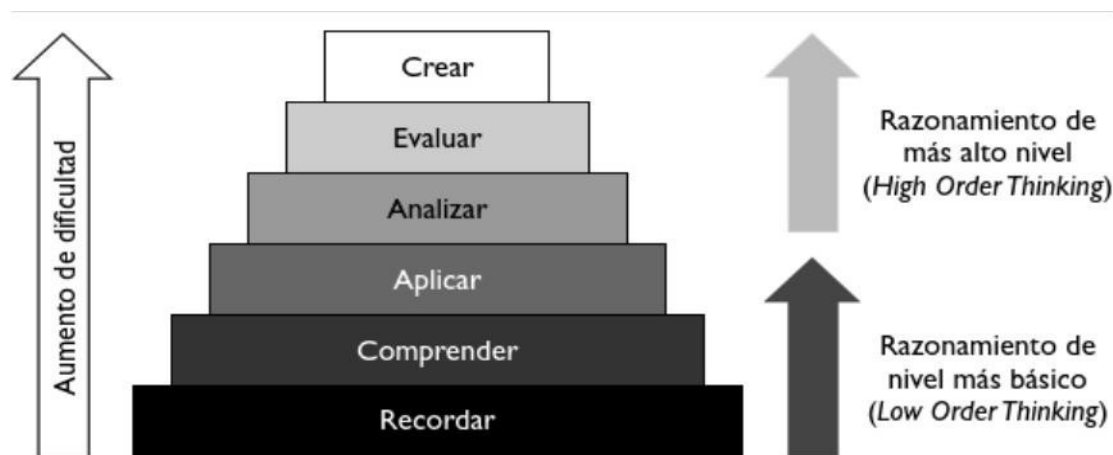 Aumento de dificultad
Crear
Evaluar
Analizar
Aplicar
Comprender
Recordar
Razonamiento de
más alto nivel
(High Order Thinking)
Razonamiento de
nivel más básico
(Low Order Thinking)